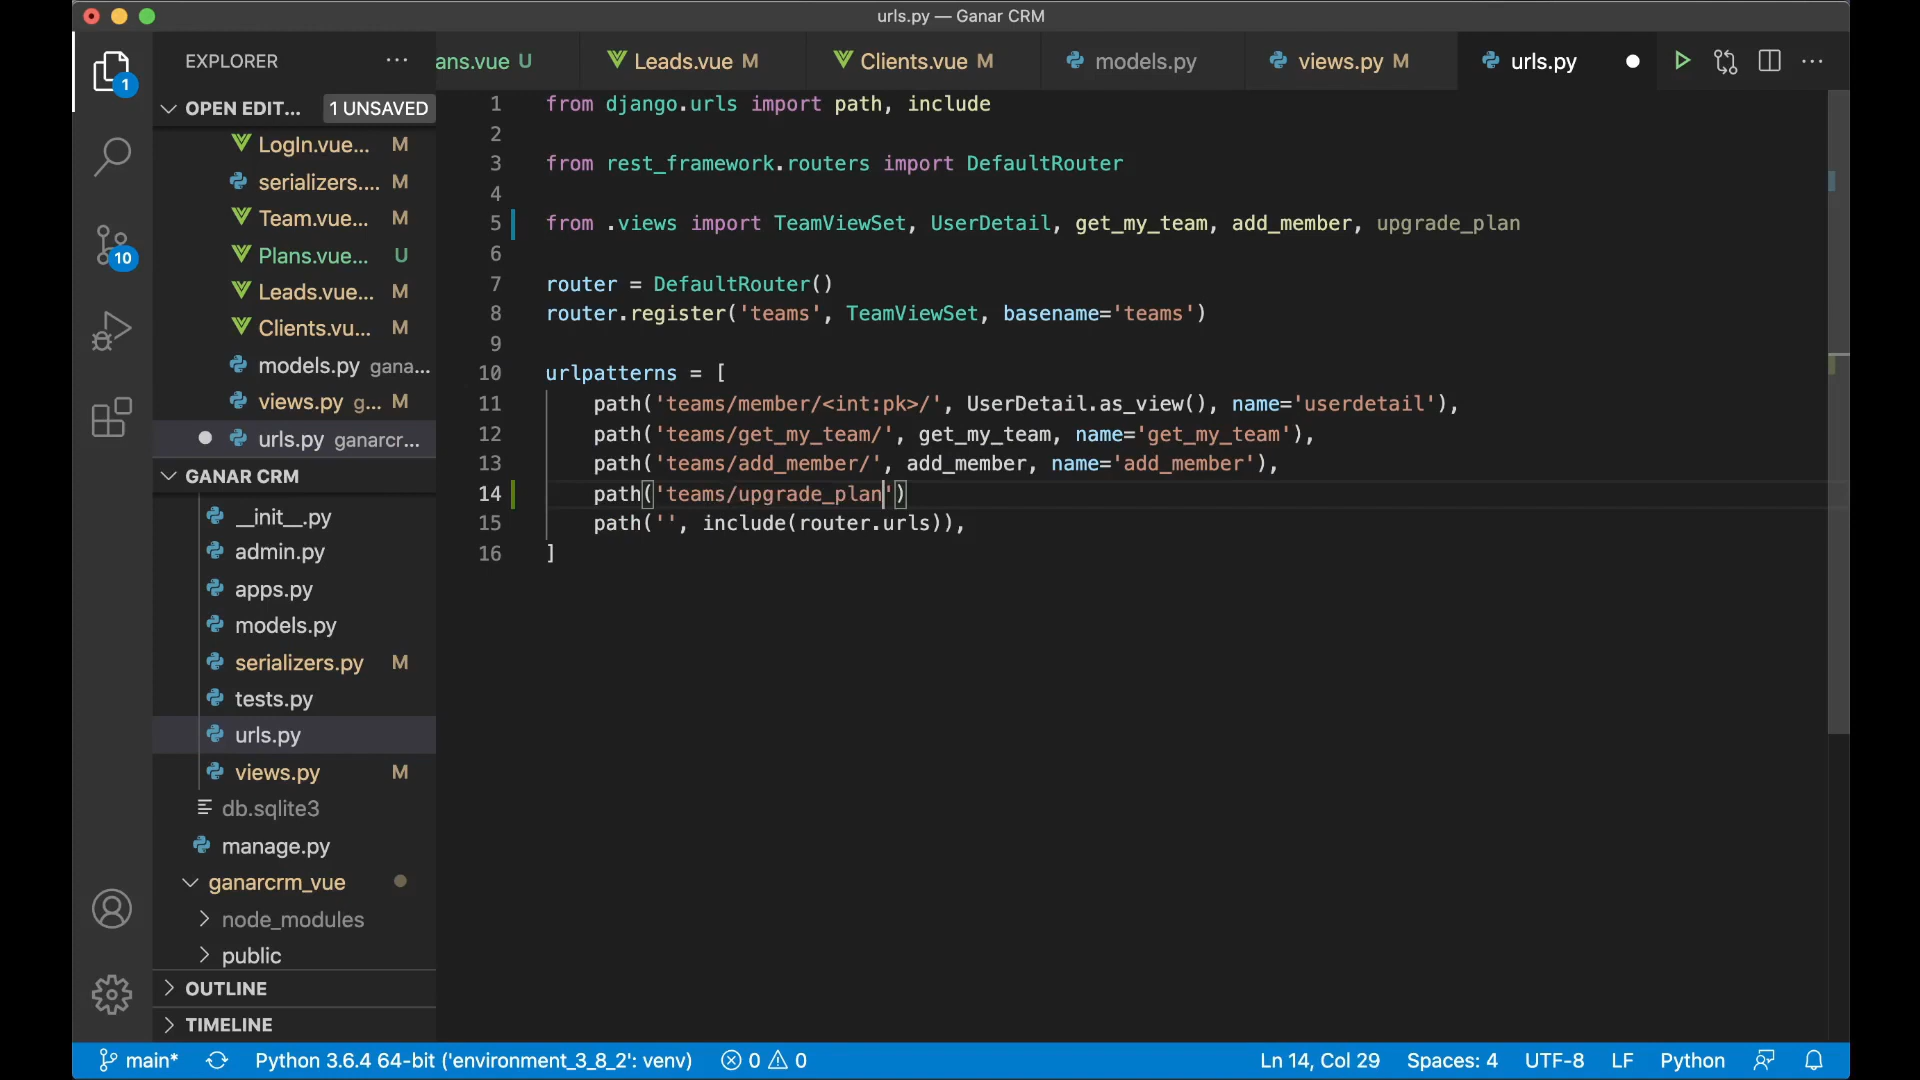 urls.py — Ganar CRM
EXPLORER
ans.vue U
Leads.vue M
Clients.vue M
models.py
views.py M
urls.py
1
OPEN EDIT... 1 UNSAVED
LogIn.vue... M
serializers.... M
Team.vue... M
Plans.vue... U
Leads.vue... M
Clients.vu... M
models.py gana...
views.py g... M
urls.py ganarcr...
10
GANAR CRM
__init__.py
admin.py
apps.py
models.py
serializers.py M
tests.py
urls.py
views.py M
db.sqlite3
manage.py
ganarcrm_vue
node_modules
public
OUTLINE
TIMELINE
1 from django.urls import path, include
2
3 from rest_framework.routers import DefaultRouter
4
5 from .views import TeamViewSet, UserDetail, get_my_team, add_member, upgrade_plan
6
7 router = DefaultRouter()
8 router.register('teams', TeamViewSet, basename='teams')
9
10 urlpatterns = [
11 path('teams/member/<int:pk>/', UserDetail.as_view(), name='userdetail'),
12 path('teams/get_my_team/', get_my_team, name='get_my_team'),
13 path('teams/add_member/', add_member, name='add_member'),
14 path('teams/upgrade_plan')
15 path('', include(router.urls)),
16 ]
main* Python 3.6.4 64-bit ('environment_3_8_2': venv) 0 0 Ln 14, Col 29 Spaces: 4 UTF-8 LF Python